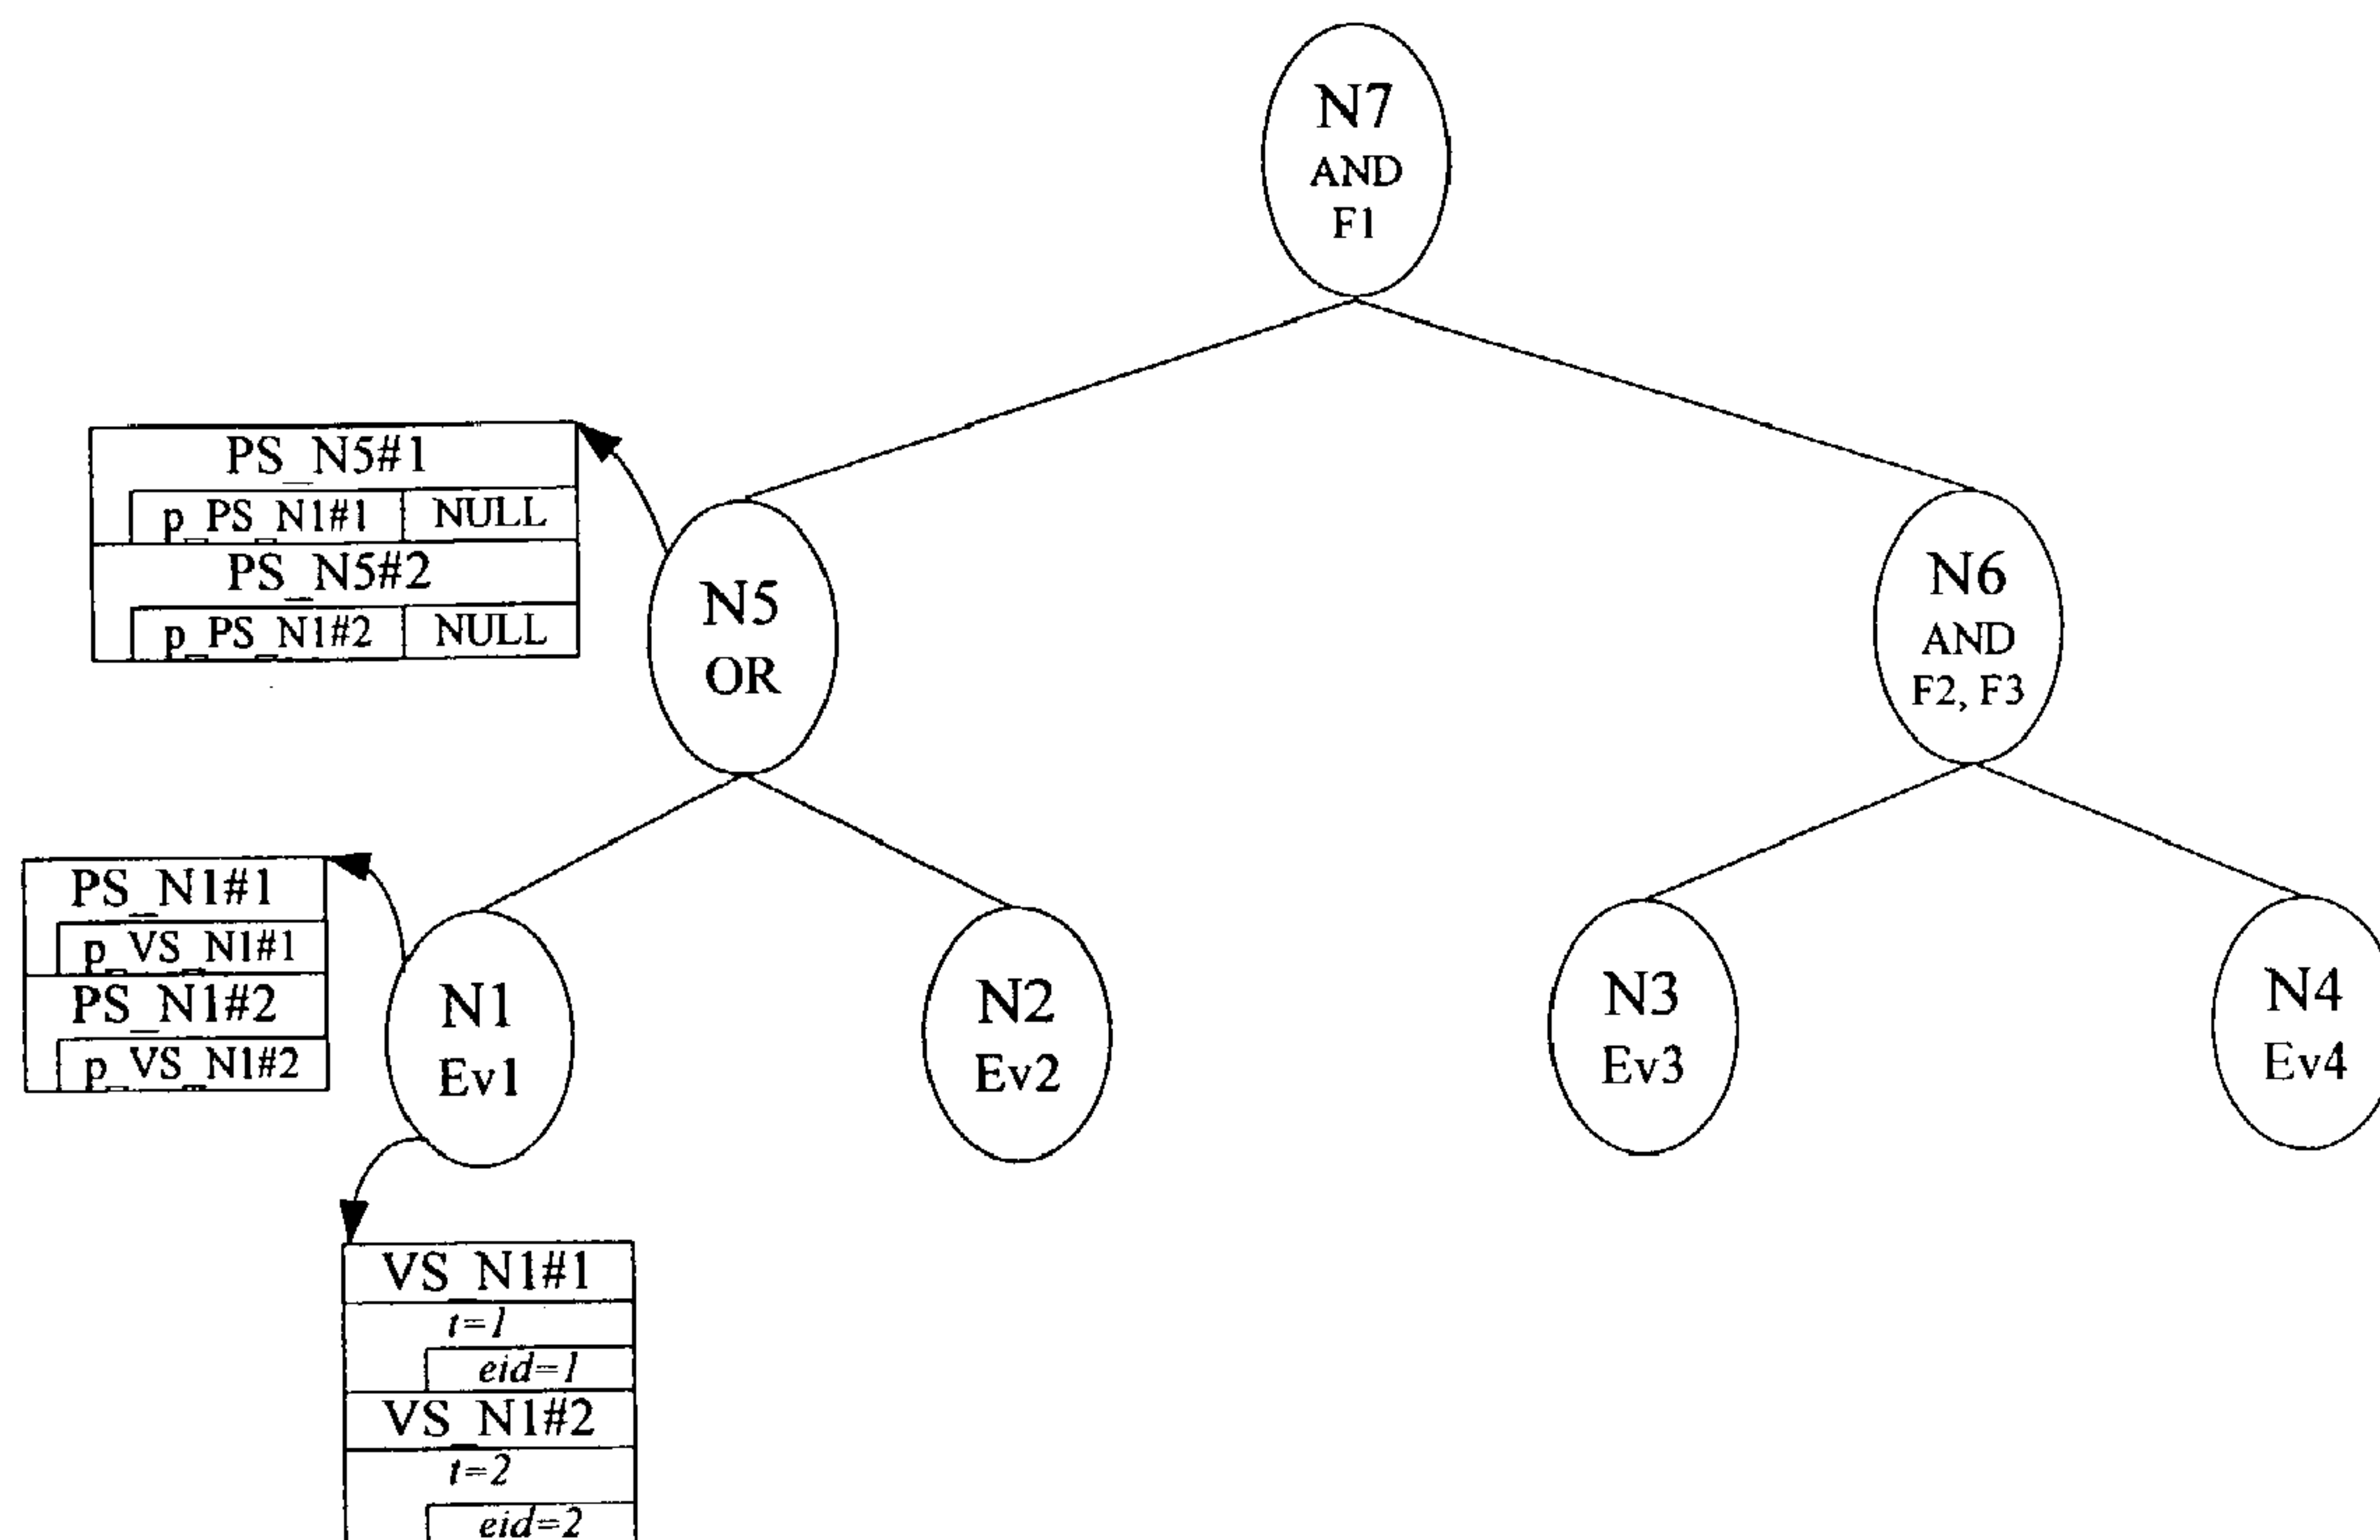 N7
AND
F1
PS_N5#1
p_PS_N1#1 NULL
PS_N5#2
p_PS_N1#2 NULL
N5
OR
N6
AND
F2, F3
PS_N1#1
p_VS_N1#1
PS_N1#2
p_VS_N1#2
N1
Ev1
N2
Ev2
N3
Ev3
N4
Ev4
VS_N1#1
t=1
eid=1
VS_N1#2
t=2
eid=2